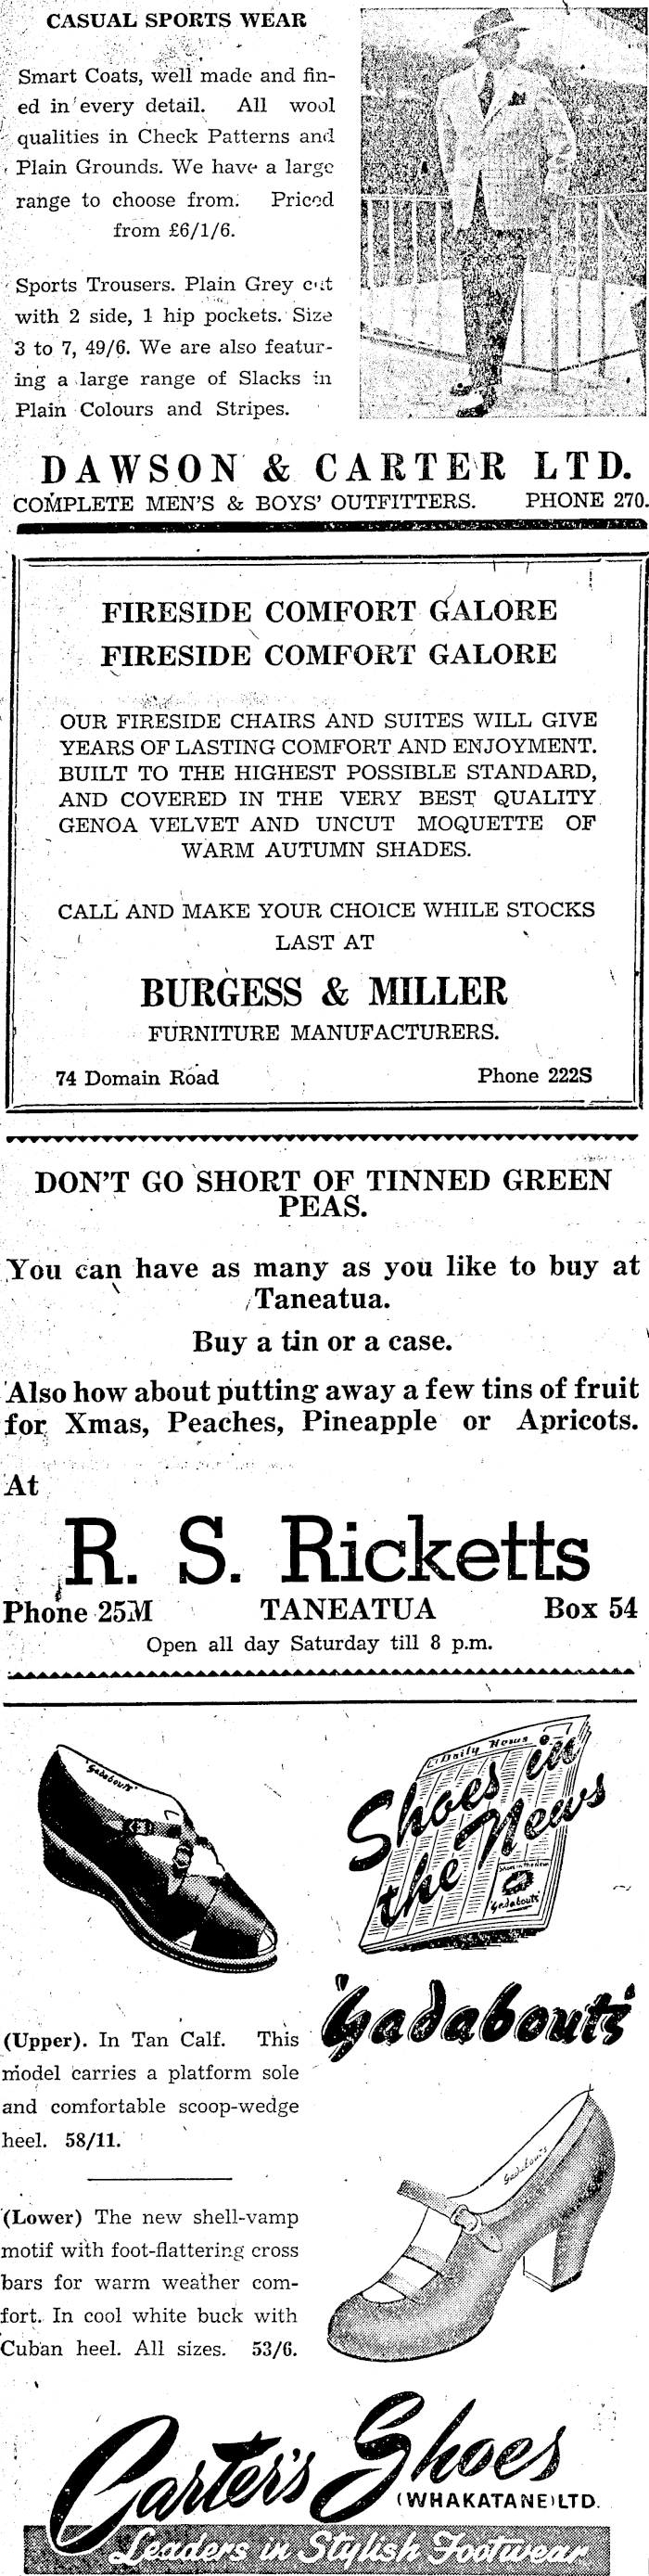 CASUAL SPORTS WEAR
Smart Coats, well made and fin-
ed in every detail. All wool
qualities in Check Patterns and
Plain Grounds. We have a large
range to choose from. Priced
from £6/1/6.
Sports Trousers. Plain Grey cut
with 2 side, 1 hip pockets. Size
3 to 7, 49/6. We are also featur-
ing a large range of Slacks in
Plain Colours and Stripes.
DAWSON & CARTER LTD.
COMPLETE MEN'S & BOYS' OUTFITTERS. PHONE 270.
FIRESIDE COMFORT GALORE
FIRESIDE COMFORT GALORE
OUR FIRESIDE CHAIRS AND SUITES WILL GIVE
YEARS OF LASTING COMFORT AND ENJOYMENT.
BUILT TO THE HIGHEST POSSIBLE STANDARD,
AND COVERED IN THE VERY BEST QUALITY
GENOA VELVET AND UNCUT MOQUETTE OF
WARM AUTUMN SHADES.
CALL AND MAKE YOUR CHOICE WHILE STOCKS
LAST AT
BURGESS & MILLER
FURNITURE MANUFACTURERS.
74 Domain Road Phone 222S
DON'T GO SHORT OF TINNED GREEN
PEAS.
You can have as many as you like to buy at
Taneatua.
Buy a tin or a case.
Also how about putting away a few tins of fruit
for Xmas, Peaches, Pineapple or Apricots.
At
R. S. Ricketts
Phone 25M TANEATUA Box 54
Open all day Saturday till 8 p.m.
'Gadabouts'
Daily News
Shoes in
the News
Shoes in the News
'Gadabouts'
'Gadabouts'
(Upper). In Tan Calf. This
model carries a platform sole
and comfortable scoop-wedge
heel. 58/11.
(Lower) The new shell-vamp
motif with foot-flattering cross
bars for warm weather com-
fort. In cool white buck with
Cuban heel. All sizes. 53/6.
Gadabouts
Carter's Shoes
(WHAKATANE) LTD.
Leaders in Stylish Footwear